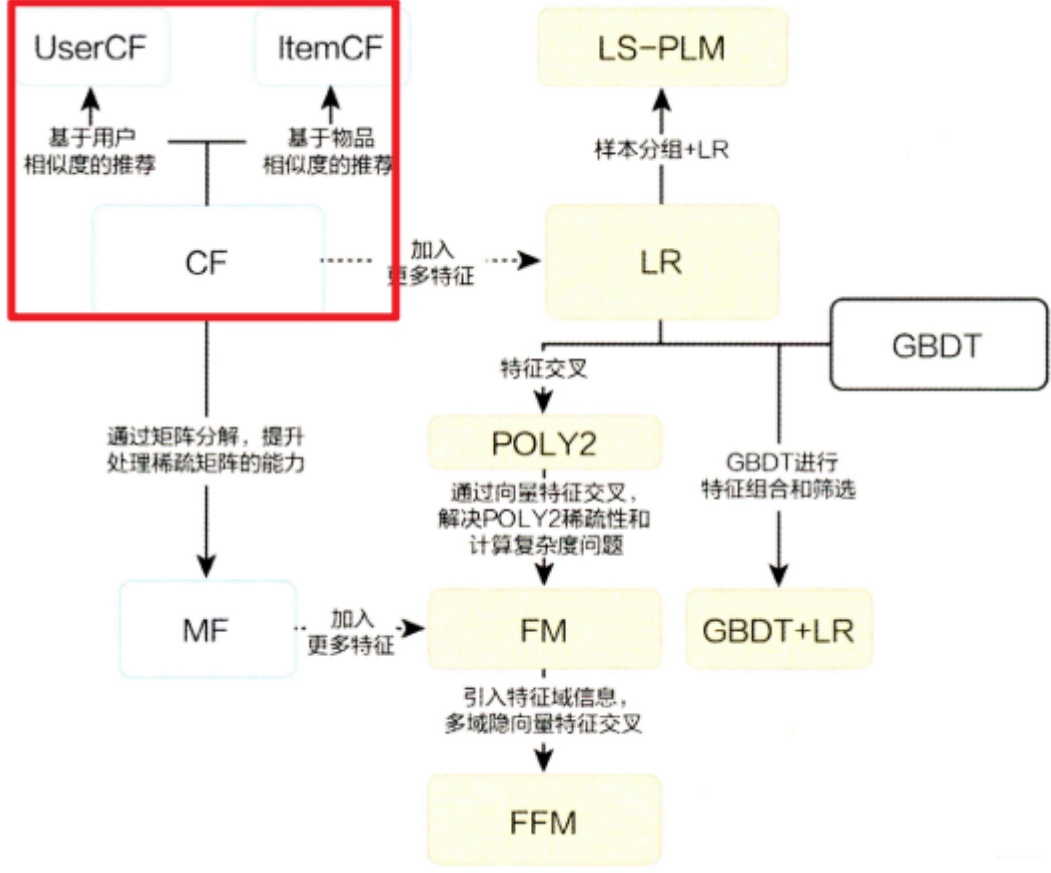 UserCF
ItemCF
LS-PLM
基于用户
相似度的推荐
基于物品
相似度的推荐
样本分组+LR
CF
加入
更多特征
LR
GBDT
特征交叉
通过矩阵分解，提升
处理稀疏矩阵的能力
POLY2
GBDT进行
特征组合和筛选
通过向量特征交叉，
解决POLY2稀疏性和
计算复杂度问题
MF
加入
更多特征
FM
GBDT+LR
引入特征域信息，
多域隐向量特征交叉
FFM